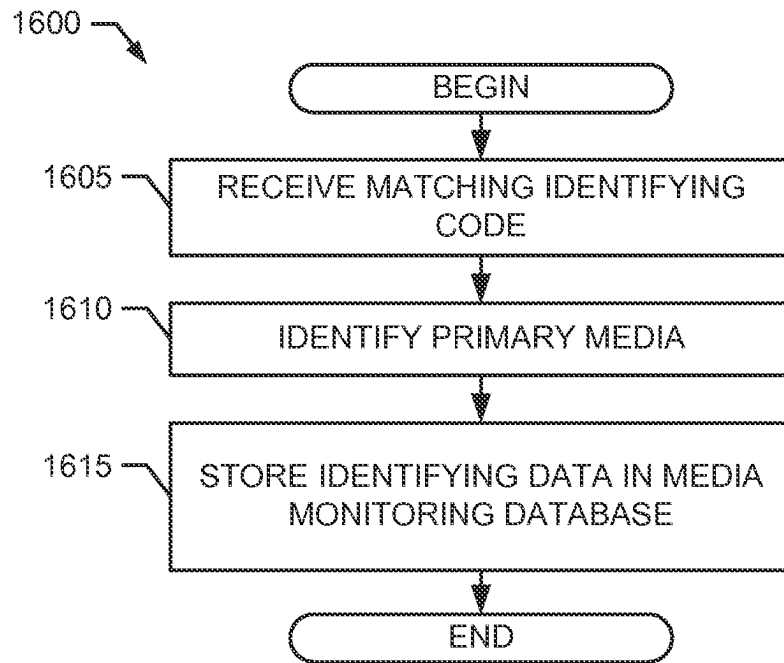 1600
BEGIN
1605
RECEIVE MATCHING IDENTIFYING
CODE
1610
IDENTIFY PRIMARY MEDIA
1615
STORE IDENTIFYING DATA IN MEDIA
MONITORING DATABASE
END